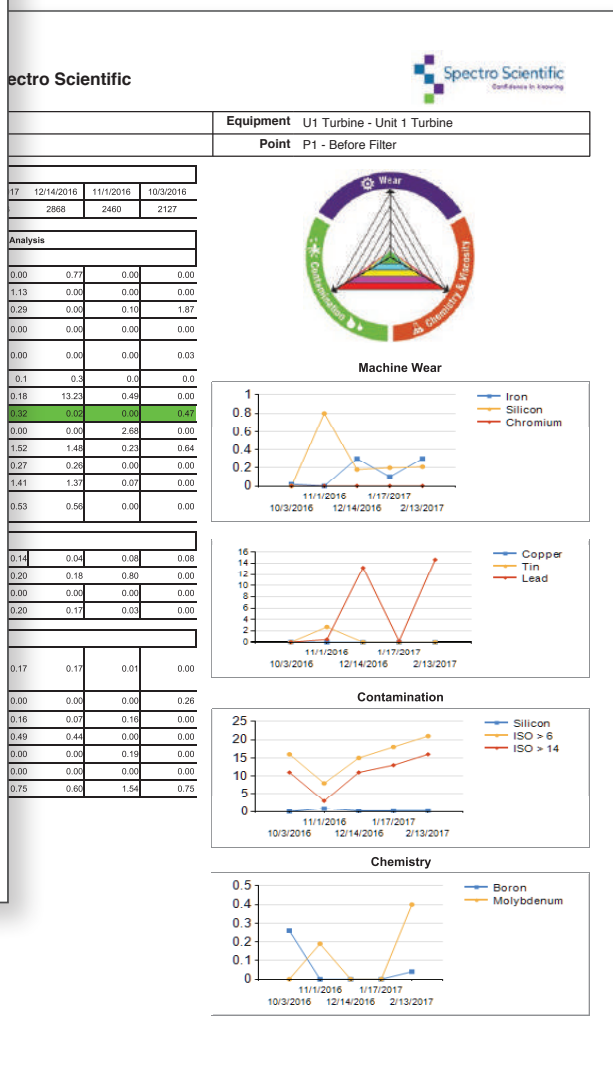 ectro Scientific
Spectro Scientific
Confidence in knowing
Equipment U1 Turbine - Unit 1 Turbine
Point P1 - Before Filter
17 12/14/2016 11/1/2016 10/3/2016
2868 2460 2127
Analysis
0.00 0.77 0.00 0.00
1.13 0.00 0.00 0.00
0.29 0.00 0.10 1.87
0.00 0.00 0.00 0.00
0.00 0.00 0.00 0.03
0.1 0.3 0.0 0.0
0.18 13.23 0.49 0.00
0.32 0.02 0.00 0.47
0.00 0.00 2.68 0.00
1.52 1.48 0.23 0.64
0.27 0.26 0.00 0.00
1.41 1.37 0.07 0.00
0.53 0.56 0.00 0.00
0.14 0.04 0.08 0.08
0.20 0.18 0.80 0.00
0.00 0.00 0.00 0.00
0.20 0.17 0.03 0.00
0.17 0.17 0.01 0.00
0.00 0.00 0.00 0.26
0.16 0.07 0.16 0.00
0.49 0.44 0.00 0.00
0.00 0.00 0.19 0.00
0.00 0.00 0.00 0.00
0.75 0.60 1.54 0.75
Wear
Contamination
Chemistry & Viscosity
Machine Wear
1
0.8
0.6
0.4
0.2
0
11/1/2016 1/17/2017
10/3/2016 12/14/2016 2/13/2017
Iron
Silicon
Chromium
16
14
12
10
8
6
4
2
0
11/1/2016 1/17/2017
10/3/2016 12/14/2016 2/13/2017
Copper
Tin
Lead
Contamination
25
20
15
10
5
0
11/1/2016 1/17/2017
10/3/2016 12/14/2016 2/13/2017
Silicon
ISO > 6
ISO > 14
Chemistry
0.5
0.4
0.3
0.2
0.1
0
11/1/2016 1/17/2017
10/3/2016 12/14/2016 2/13/2017
Boron
Molybdenum